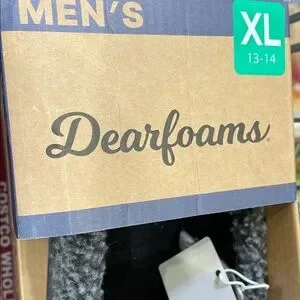 MEN'S
XL
13-14
Dearfoams®
COSTCO WHOL